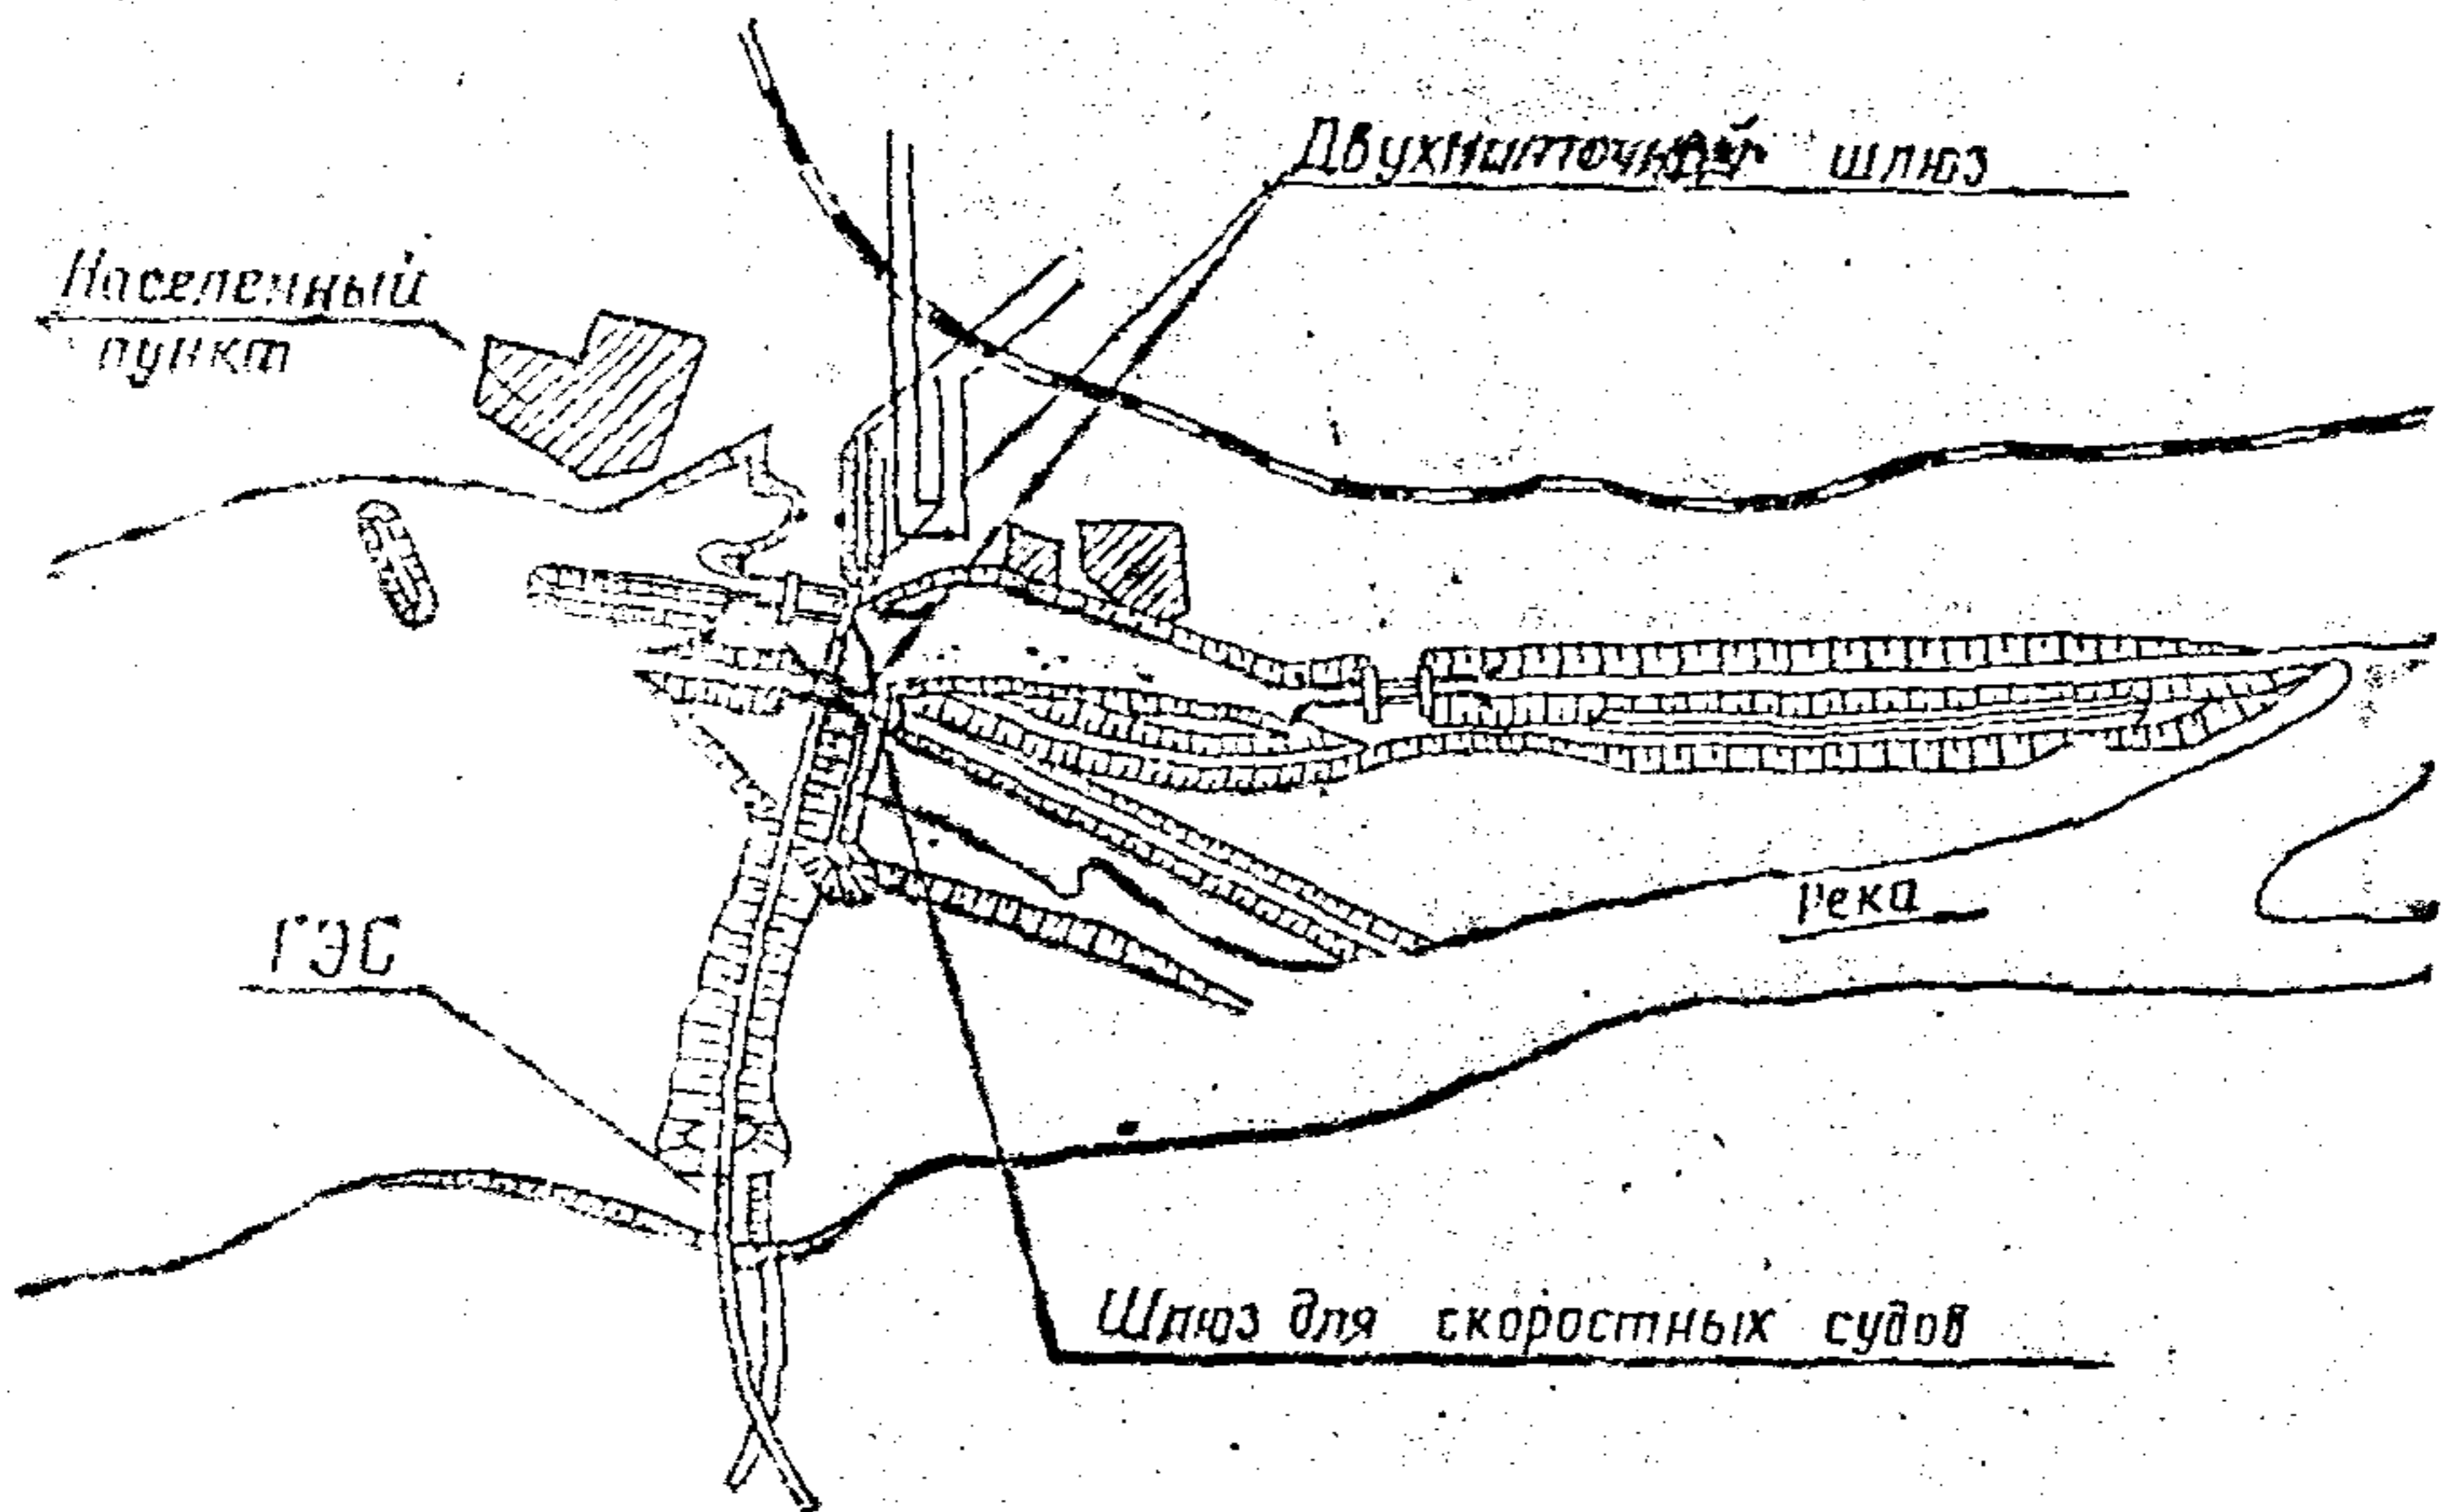 Двухниточный шлюз
Населенный
пункт
Река
ГЭС
Шлюз для скоростных судов